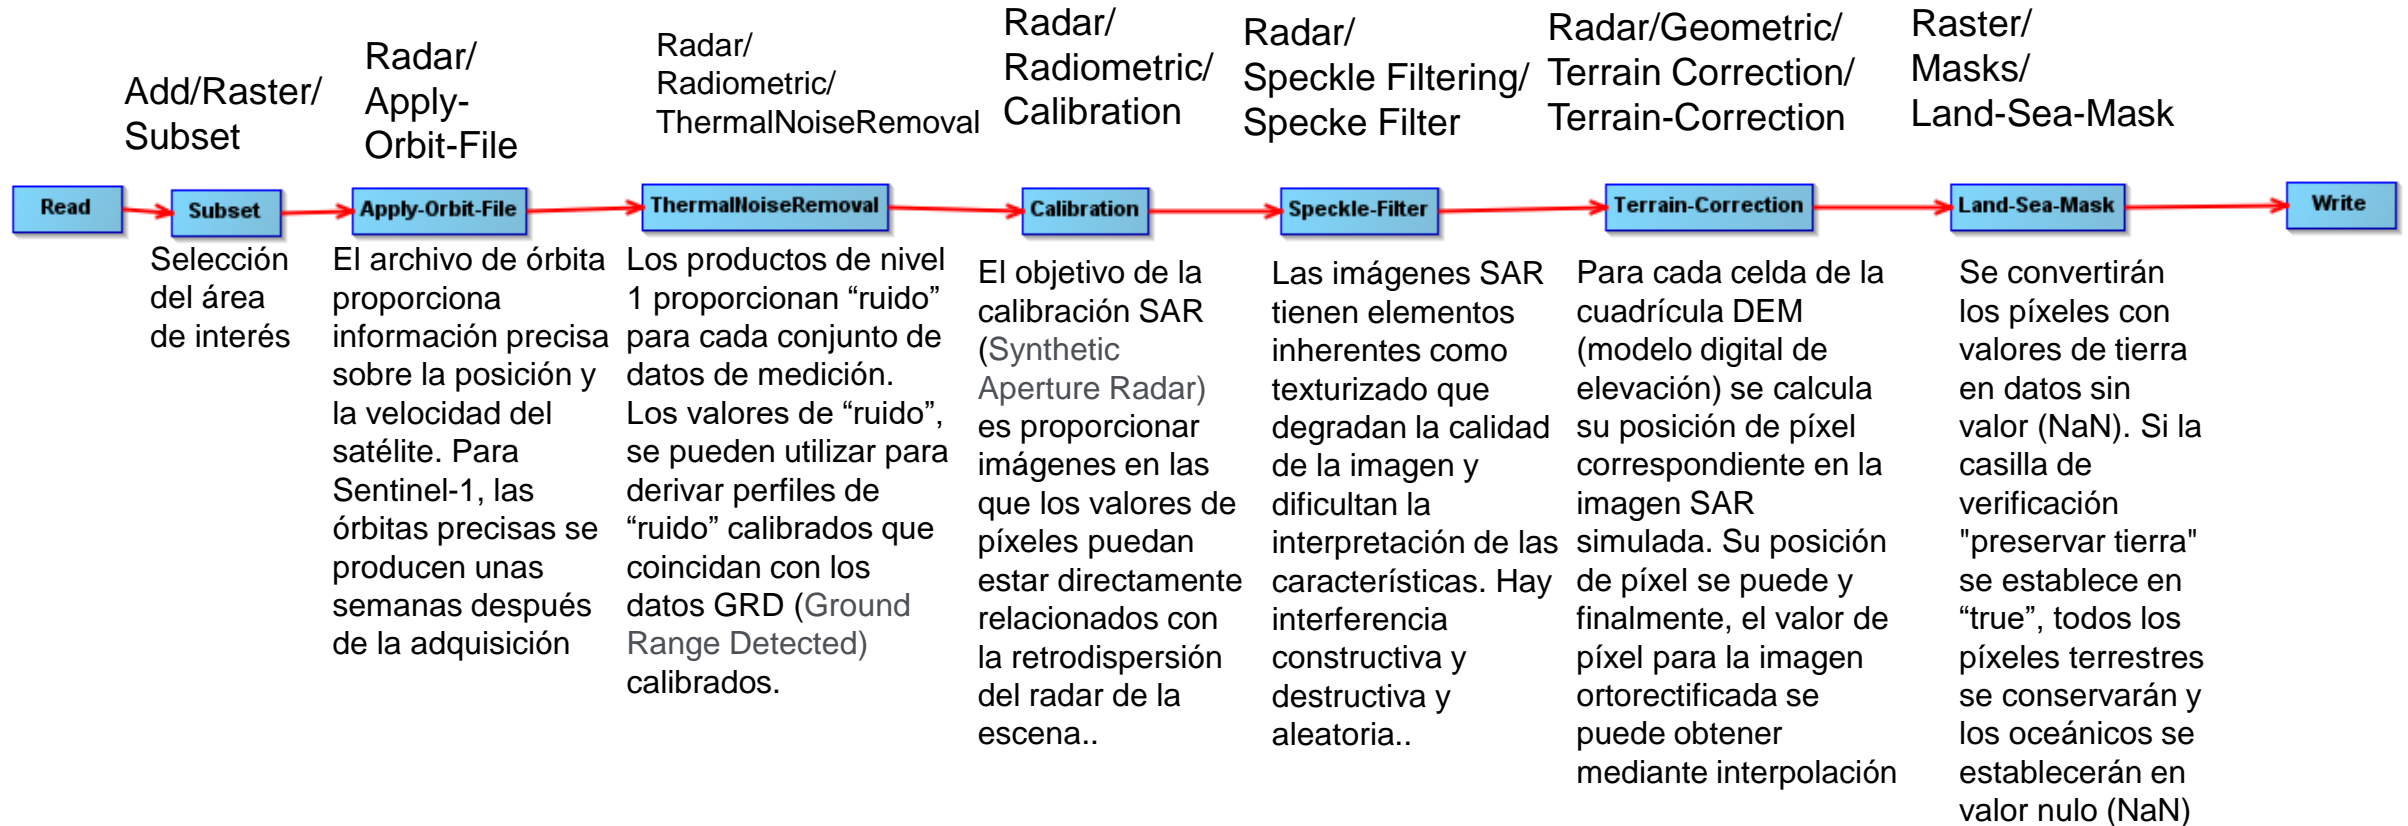 Add/Raster/
Subset
Radar/
Apply-
Orbit-File
Radar/
Radiometric/
ThermalNoiseRemoval
Radar/
Radiometric/
Calibration
Radar/
Speckle Filtering/
Specke Filter
Radar/Geometric/
Terrain Correction/
Terrain-Correction
Raster/
Masks/
Land-Sea-Mask
Read
Subset
Apply-Orbit-File
ThermalNoiseRemoval
Calibration
Speckle-Filter
Terrain-Correction
Land-Sea-Mask
Write
Selección
del área
de interés
El archivo de órbita
proporciona
información precisa
sobre la posición y
la velocidad del
satélite. Para
Sentinel-1, las
órbitas precisas se
producen unas
semanas después
de la adquisición
Los productos de nivel
1 proporcionan “ruido”
para cada conjunto de
datos de medición.
Los valores de “ruido”,
se pueden utilizar para
derivar perfiles de
“ruido” calibrados que
coincidan con los
datos GRD (Ground
Range Detected)
calibrados.
El objetivo de la
calibración SAR
(Synthetic
Aperture Radar)
es proporcionar
imágenes en las
que los valores de
píxeles puedan
estar directamente
relacionados con
la retrodispersión
del radar de la
escena..
Las imágenes SAR
tienen elementos
inherentes como
texturizado que
degradan la calidad
de la imagen y
dificultan la
interpretación de las
características. Hay
interferencia
constructiva y
destructiva y
aleatoria..
Para cada celda de la
cuadrícula DEM
(modelo digital de
elevación) se calcula
su posición de píxel
correspondiente en la
imagen SAR
simulada. Su posición
de píxel se puede y
finalmente, el valor de
píxel para la imagen
ortorectificada se
puede obtener
mediante interpolación
Se convertirán
los píxeles con
valores de tierra
en datos sin
valor (NaN). Si la
casilla de
verificación
"preservar tierra"
se establece en
“true”, todos los
píxeles terrestres
se conservarán y
los oceánicos se
establecerán en
valor nulo (NaN)